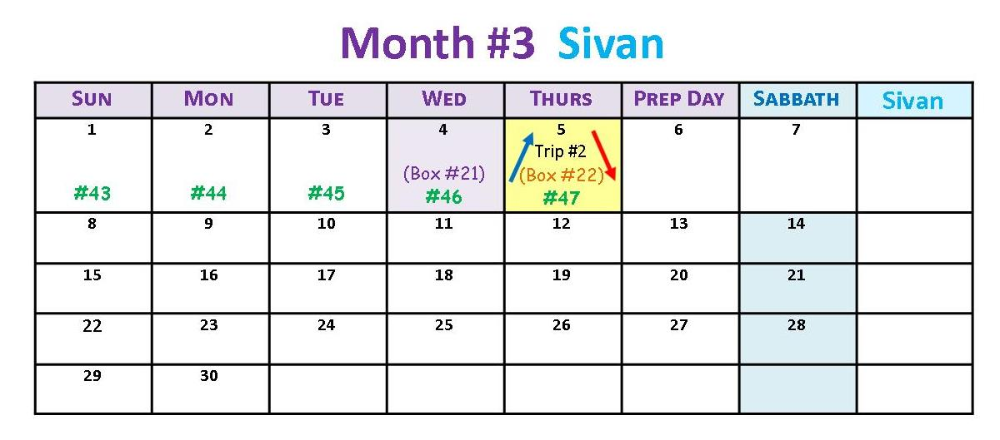 Month #3 Sivan
SUN MON TUE WED THURS PREP DAY SABBATH Sivan
1 2 3 4 5 6 7
Trip #2
(Box #21) (Box #22)
#43 #44 #45 #46 #47
8 9 10 11 12 13 14
15 16 17 18 19 20 21
22 23 24 25 26 27 28
29 30